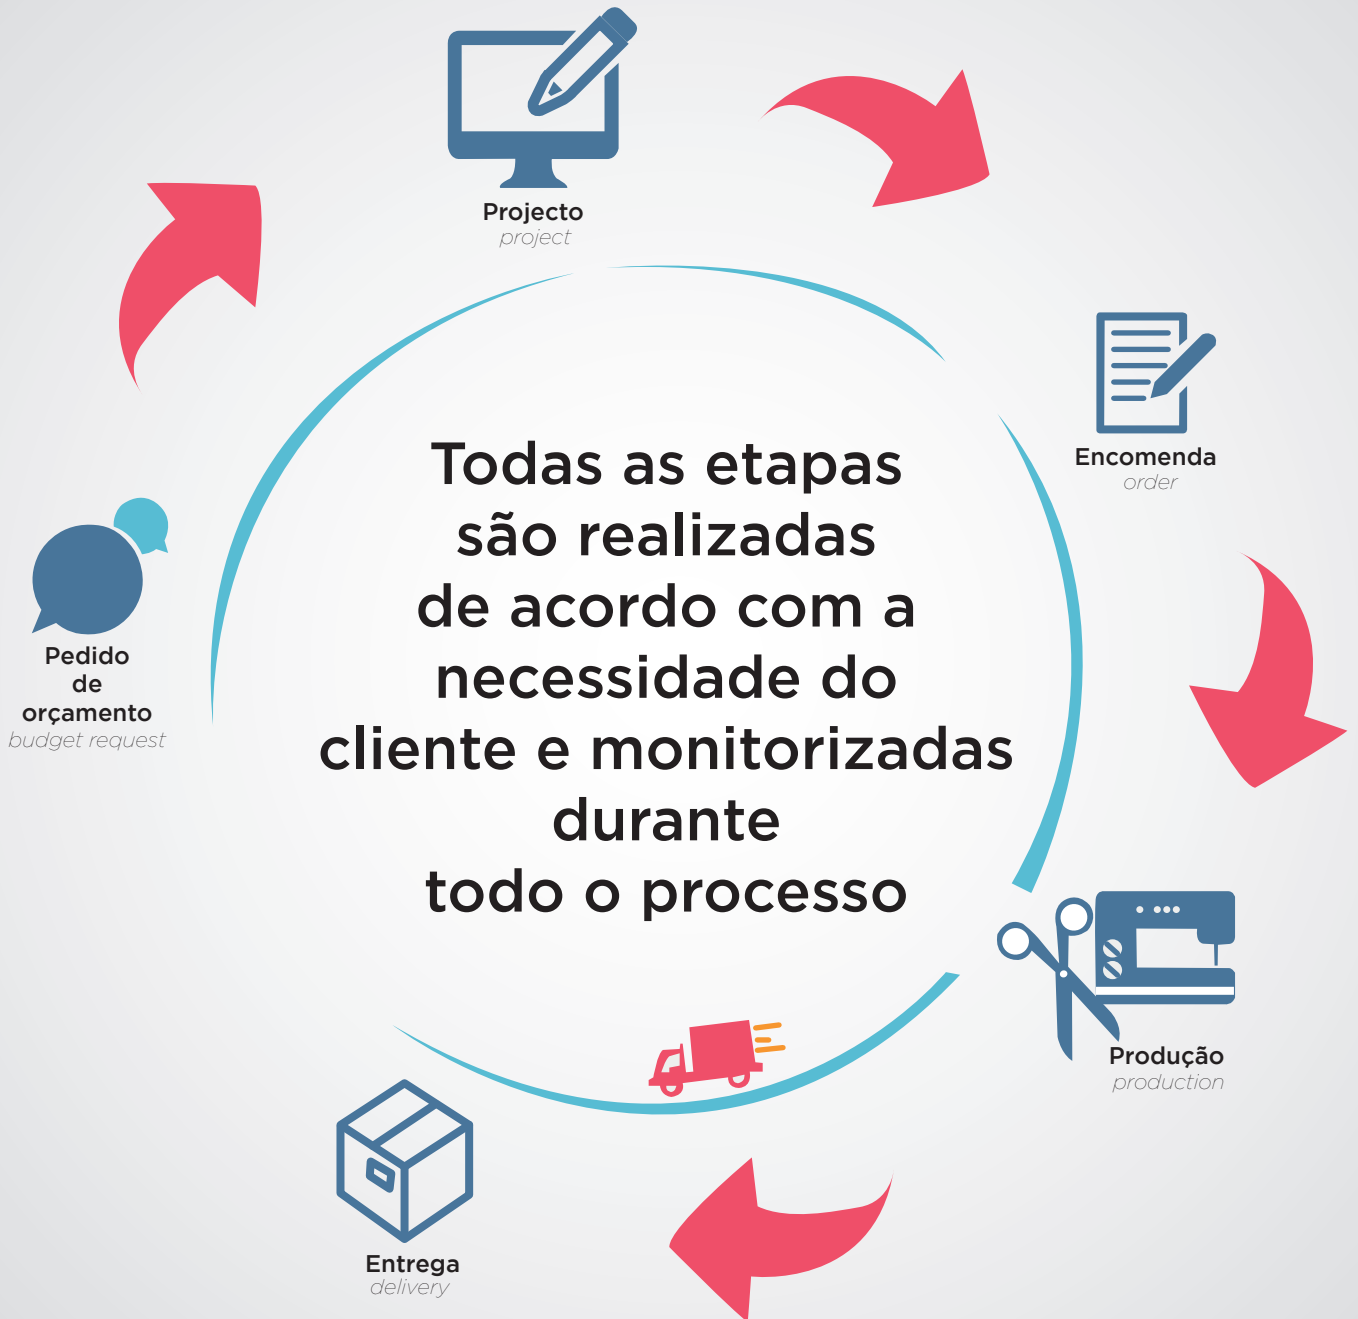 Projecto
project
Encomenda
order
Todas as etapas
são realizadas
de acordo com a
necessidade do
cliente e monitorizadas
durante
todo o processo
Pedido
de
orçamento
budget request
Produção
production
Entrega
delivery